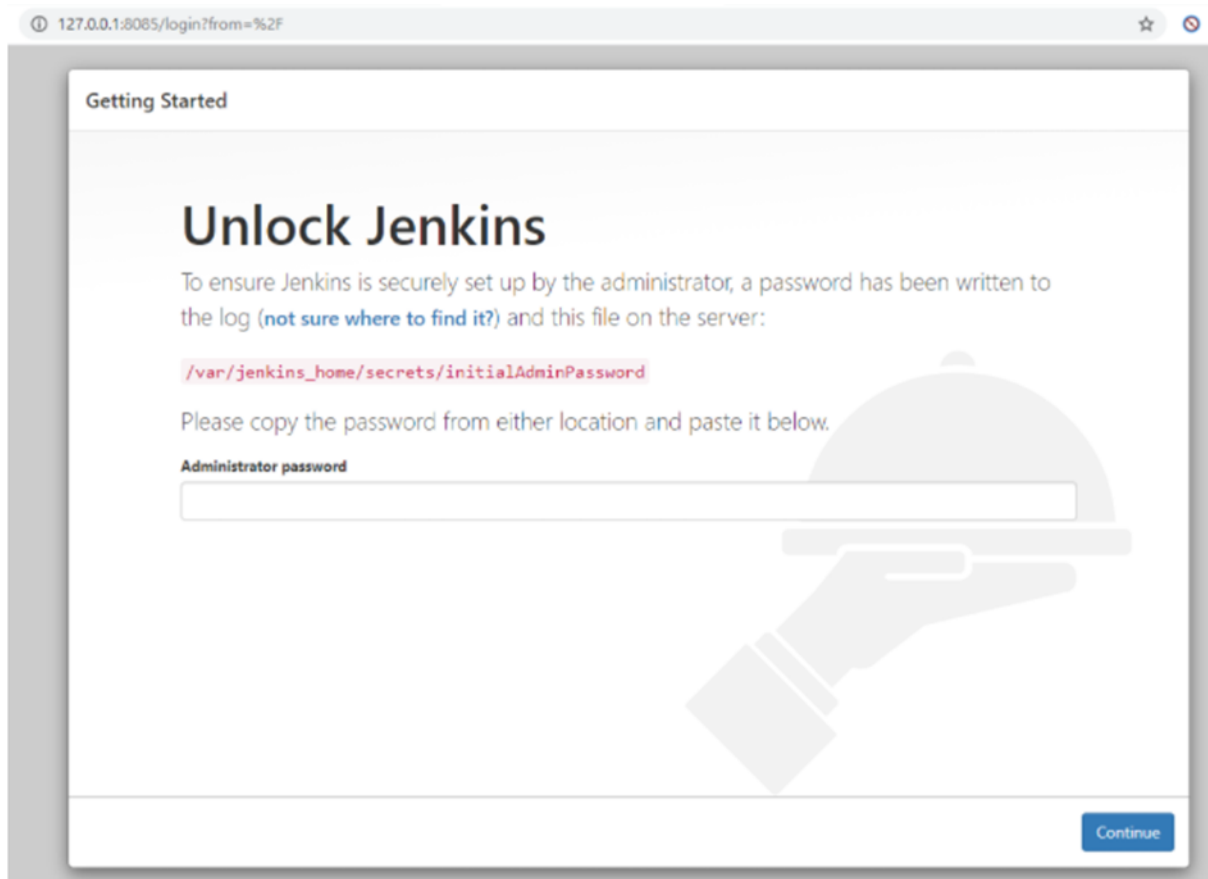 127.0.0.1:8085/login?from=%2F
Getting Started
Unlock Jenkins
To ensure Jenkins is securely set up by the administrator, a password has been written to
the log (not sure where to find it?) and this file on the server:
/var/jenkins_home/secrets/initialAdminPassword
Please copy the password from either location and paste it below.
Administrator password
Continue